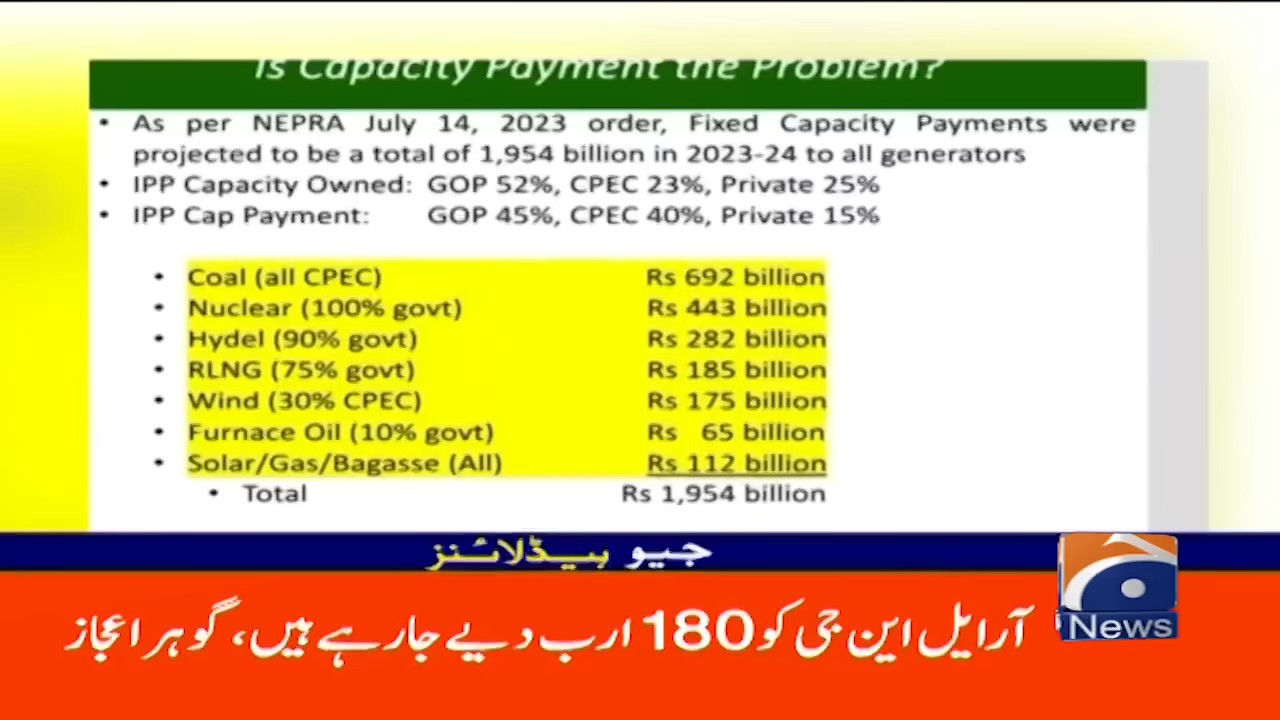 Is Capacity Payment the Problem?
• As per NEPRA July 14, 2023 order, Fixed Capacity Payments were
projected to be a total of 1,954 billion in 2023-24 to all generators
• IPP Capacity Owned: GOP 52%, CPEC 23%, Private 25%
• IPP Cap Payment: GOP 45%, CPEC 40%, Private 15%
• Coal (all CPEC) Rs 692 billion
• Nuclear (100% govt) Rs 443 billion
• Hydel (90% govt) Rs 282 billion
• RLNG (75% govt) Rs 185 billion
• Wind (30% CPEC) Rs 175 billion
• Furnace Oil (10% govt) Rs 65 billion
• Solar/Gas/Bagasse (All) Rs 112 billion
• Total Rs 1,954 billion
جیو ہیڈلائنز
آر ایل این جی کو 180 ارب دیے جارہے ہیں، گوہر اعجاز
News